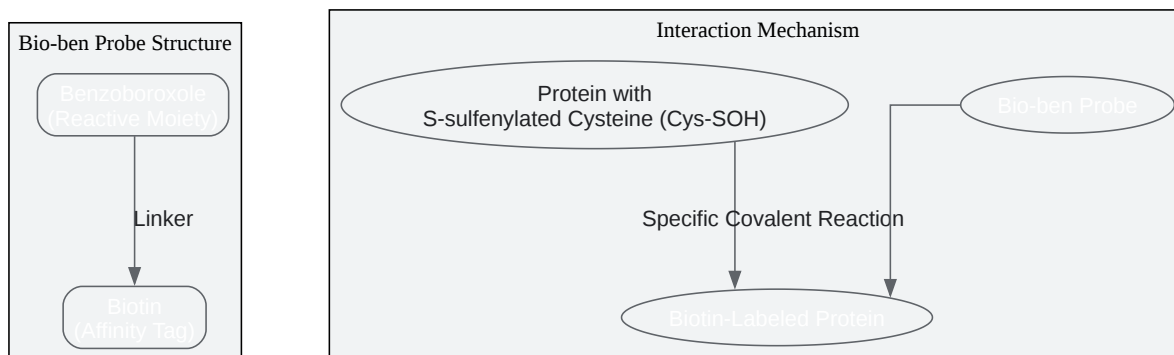 Bio-ben Probe Structure
Benzoboroxole
(Reactive Moiety)
Linker
Biotin
(Affinity Tag)
Interaction Mechanism
Protein with
S-sulfenylated Cysteine (Cys-SOH)
Bio-ben Probe
Specific Covalent Reaction
Biotin-Labeled Protein